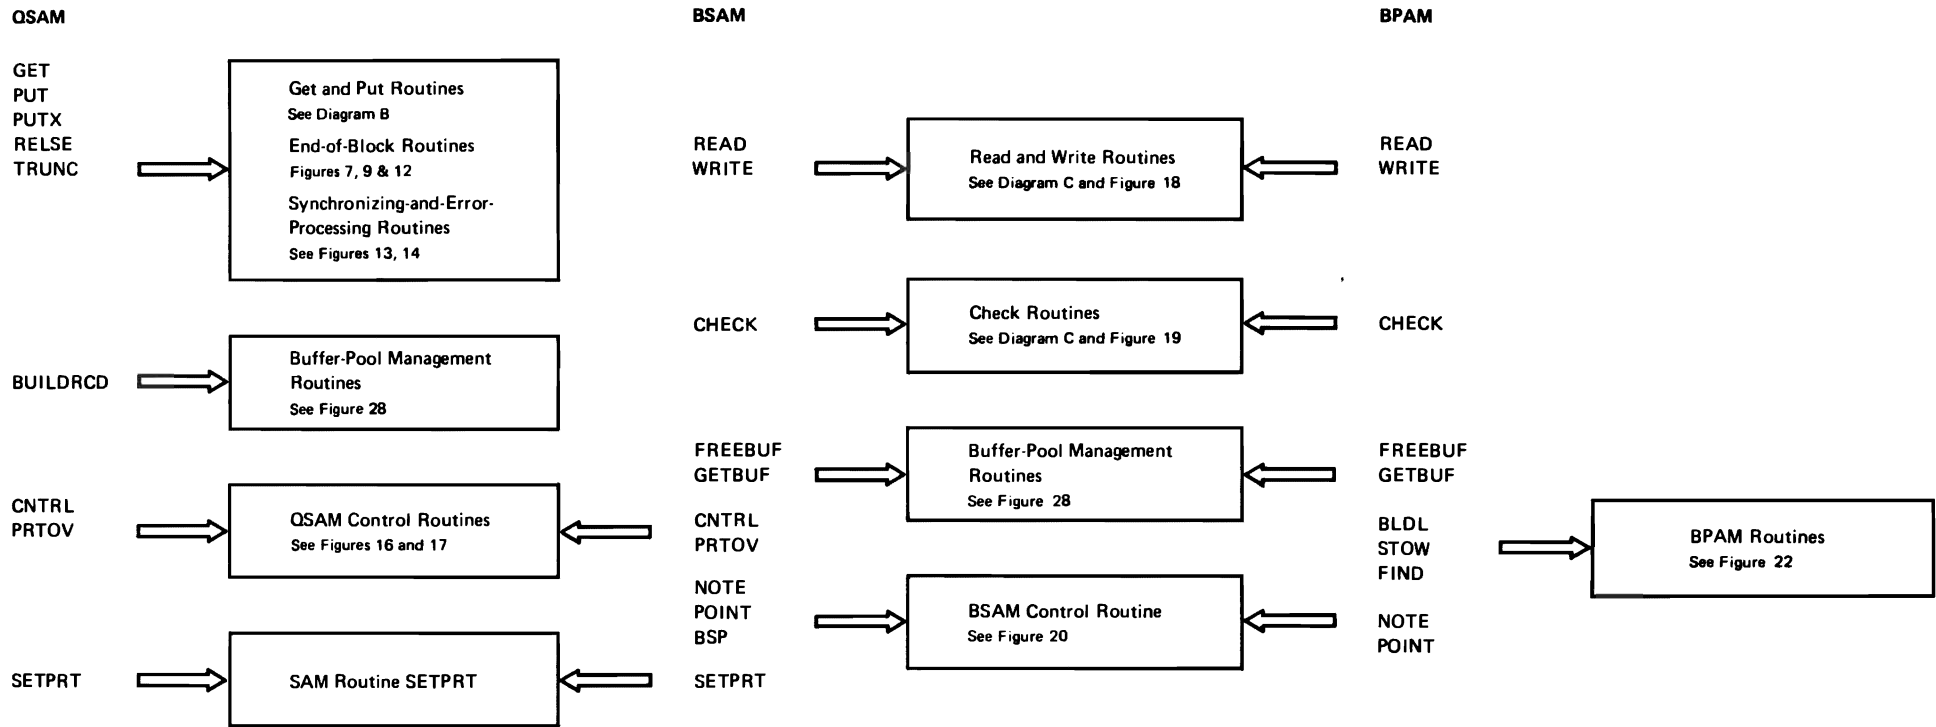 QSAM
GET
PUT
PUTX
RELSE
TRUNC
Get and Put Routines
See Diagram B
End-of-Block Routines
Figures 7, 9 & 12
Synchronizing-and-Error-
Processing Routines
See Figures 13, 14
BUILDRCD
Buffer-Pool Management
Routines
See Figure 28
CNTRL
PRTOV
QSAM Control Routines
See Figures 16 and 17
SETPRT
SAM Routine SETPRT
BSAM
READ
WRITE
Read and Write Routines
See Diagram C and Figure 18
CHECK
Check Routines
See Diagram C and Figure 19
FREEBUF
GETBUF
Buffer-Pool Management
Routines
See Figure 28
CNTRL
PRTOV
NOTE
POINT
BSP
BSAM Control Routine
See Figure 20
SETPRT
BPAM
READ
WRITE
CHECK
FREEBUF
GETBUF
BLDL
STOW
FIND
BPAM Routines
See Figure 22
NOTE
POINT